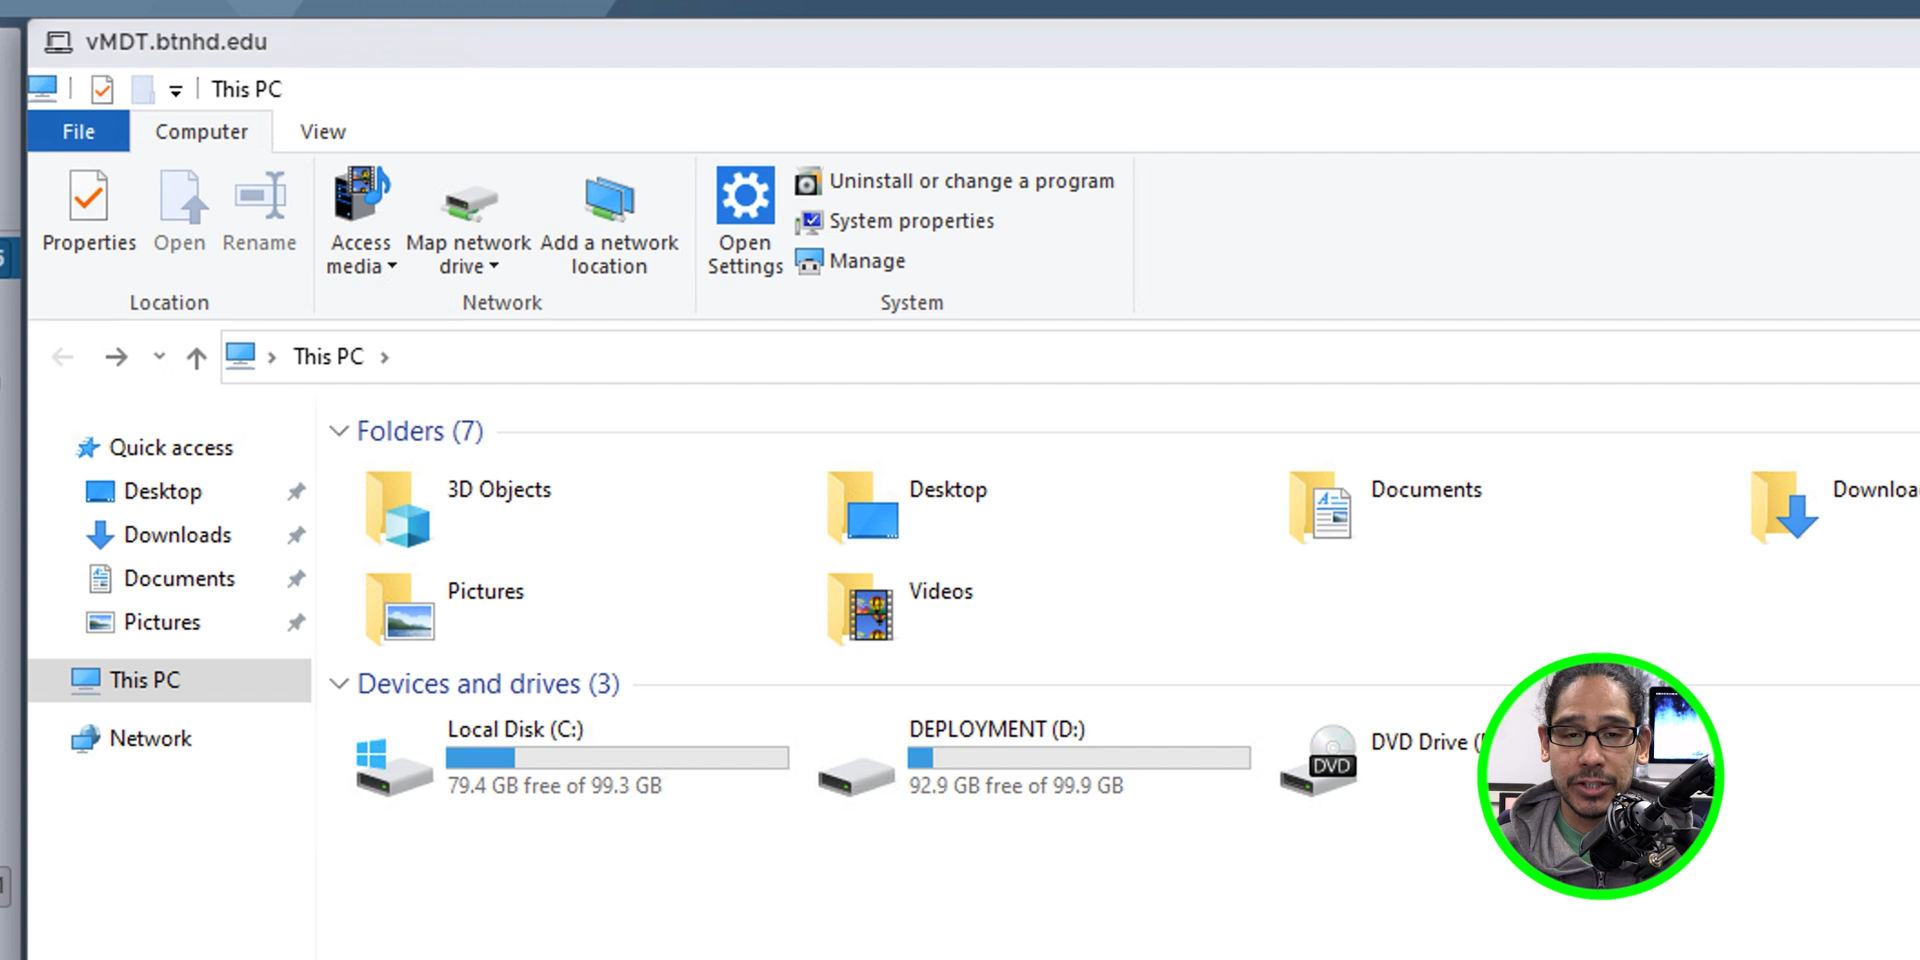 vMDT.btnhd.edu
This PC
File Computer View
Properties Open Rename
Access media Map network drive Add a network location
Open Settings
Uninstall or change a program
System properties
Manage
Location Network System
This PC
Quick access
Desktop
Downloads
Documents
Pictures
This PC
Network
Folders (7)
3D Objects Desktop Documents Downloa
Pictures Videos
Devices and drives (3)
Local Disk (C:)
79.4 GB free of 99.3 GB
DEPLOYMENT (D:)
92.9 GB free of 99.9 GB
DVD
DVD Drive (